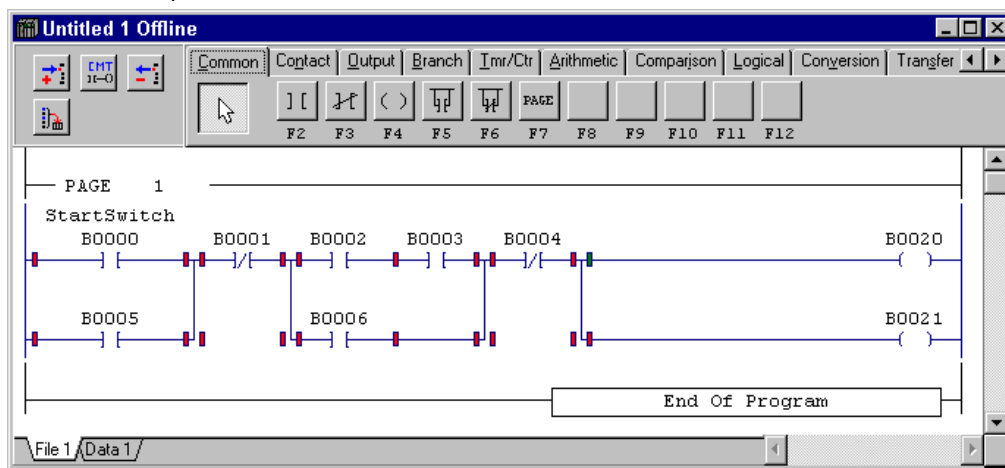 Untitled 1 Offline
CMT
Common Contact Output Branch Tmr/Ctr Arithmetic Comparison Logical Conversion Transfer
PAGE
F2 F3 F4 F5 F6 F7 F8 F9 F10 F11 F12
PAGE 1
StartSwitch
B0000 B0001 B0002 B0003 B0004 B0020
B0005 B0006 B0021
End Of Program
File 1 Data 1